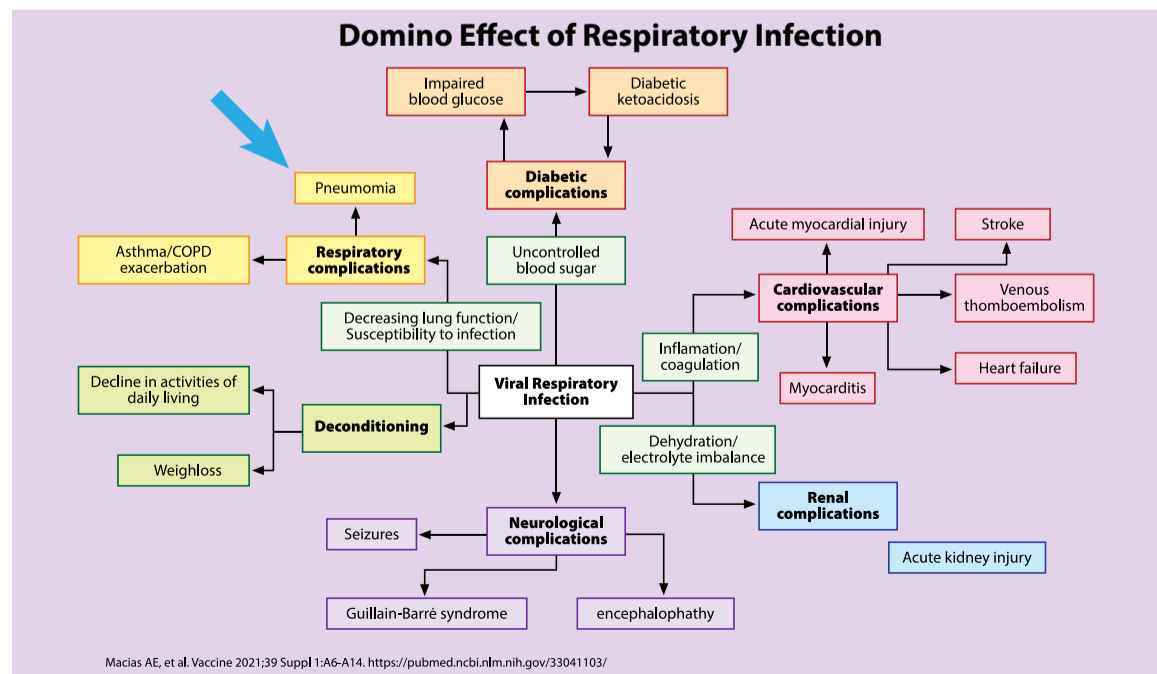 Domino Effect of Respiratory Infection
Impaired
blood glucose
Diabetic
ketoacidosis
Diabetic
complications
Pneumomia
Asthma/COPD
exacerbation
Respiratory
complications
Uncontrolled
blood sugar
Acute myocardial injury
Stroke
Cardiovascular
complications
Venous
thomboembolism
Decreasing lung function/
Susceptibility to infection
Inflamation/
coagulation
Heart failure
Myocarditis
Viral Respiratory
Infection
Decline in activities of
daily living
Deconditioning
Weighloss
Dehydration/
electrolyte imbalance
Renal
complications
Acute kidney injury
Neurological
complications
Seizures
Guillain-Barrė syndrome
encephalophathy
Macias AE, et al. Vaccine 2021;39 Suppl 1:A6-A14. https://pubmed.ncbi.nlm.nih.gov/33041103/